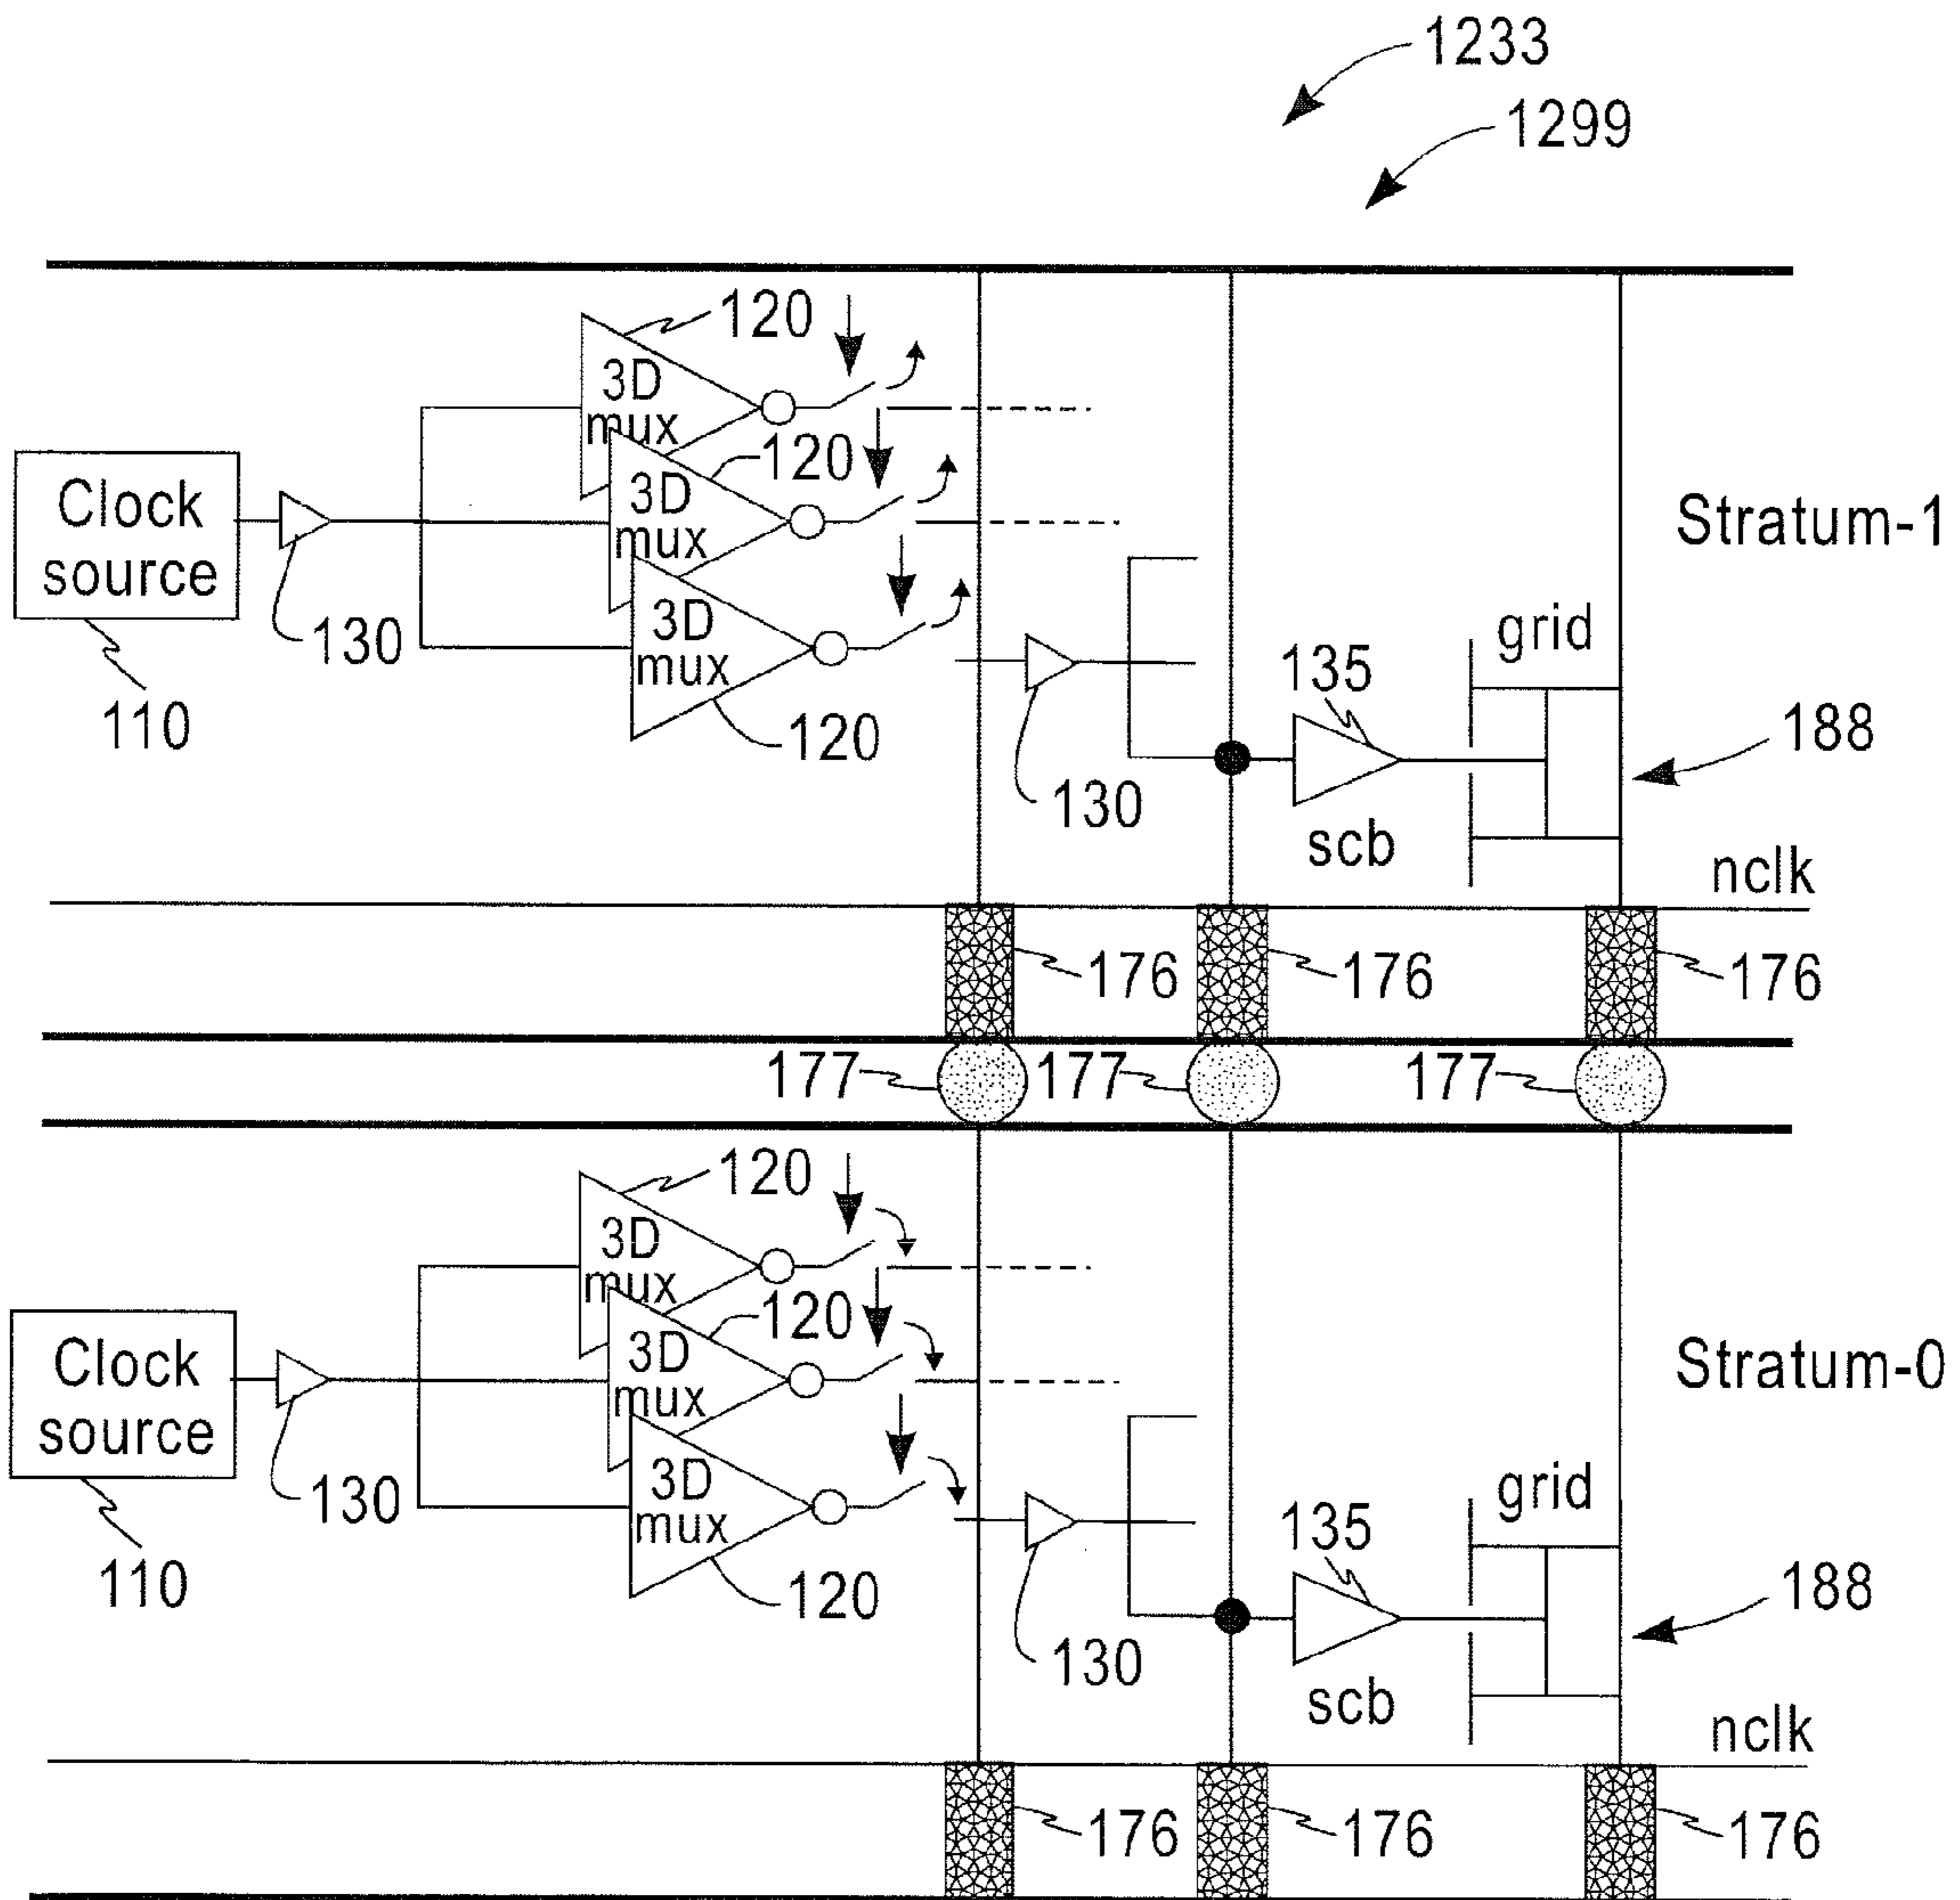 1233
1299
120
3D
mux
120
3D
mux
Clock
source
Stratum-1
3D
mux
130
grid
135
110
120
188
130
scb
nclk
176
176
176
177
177
177
120
3D
mux
120
3D
mux
Clock
source
Stratum-0
3D
mux
130
grid
135
110
120
188
130
scb
nclk
176
176
176